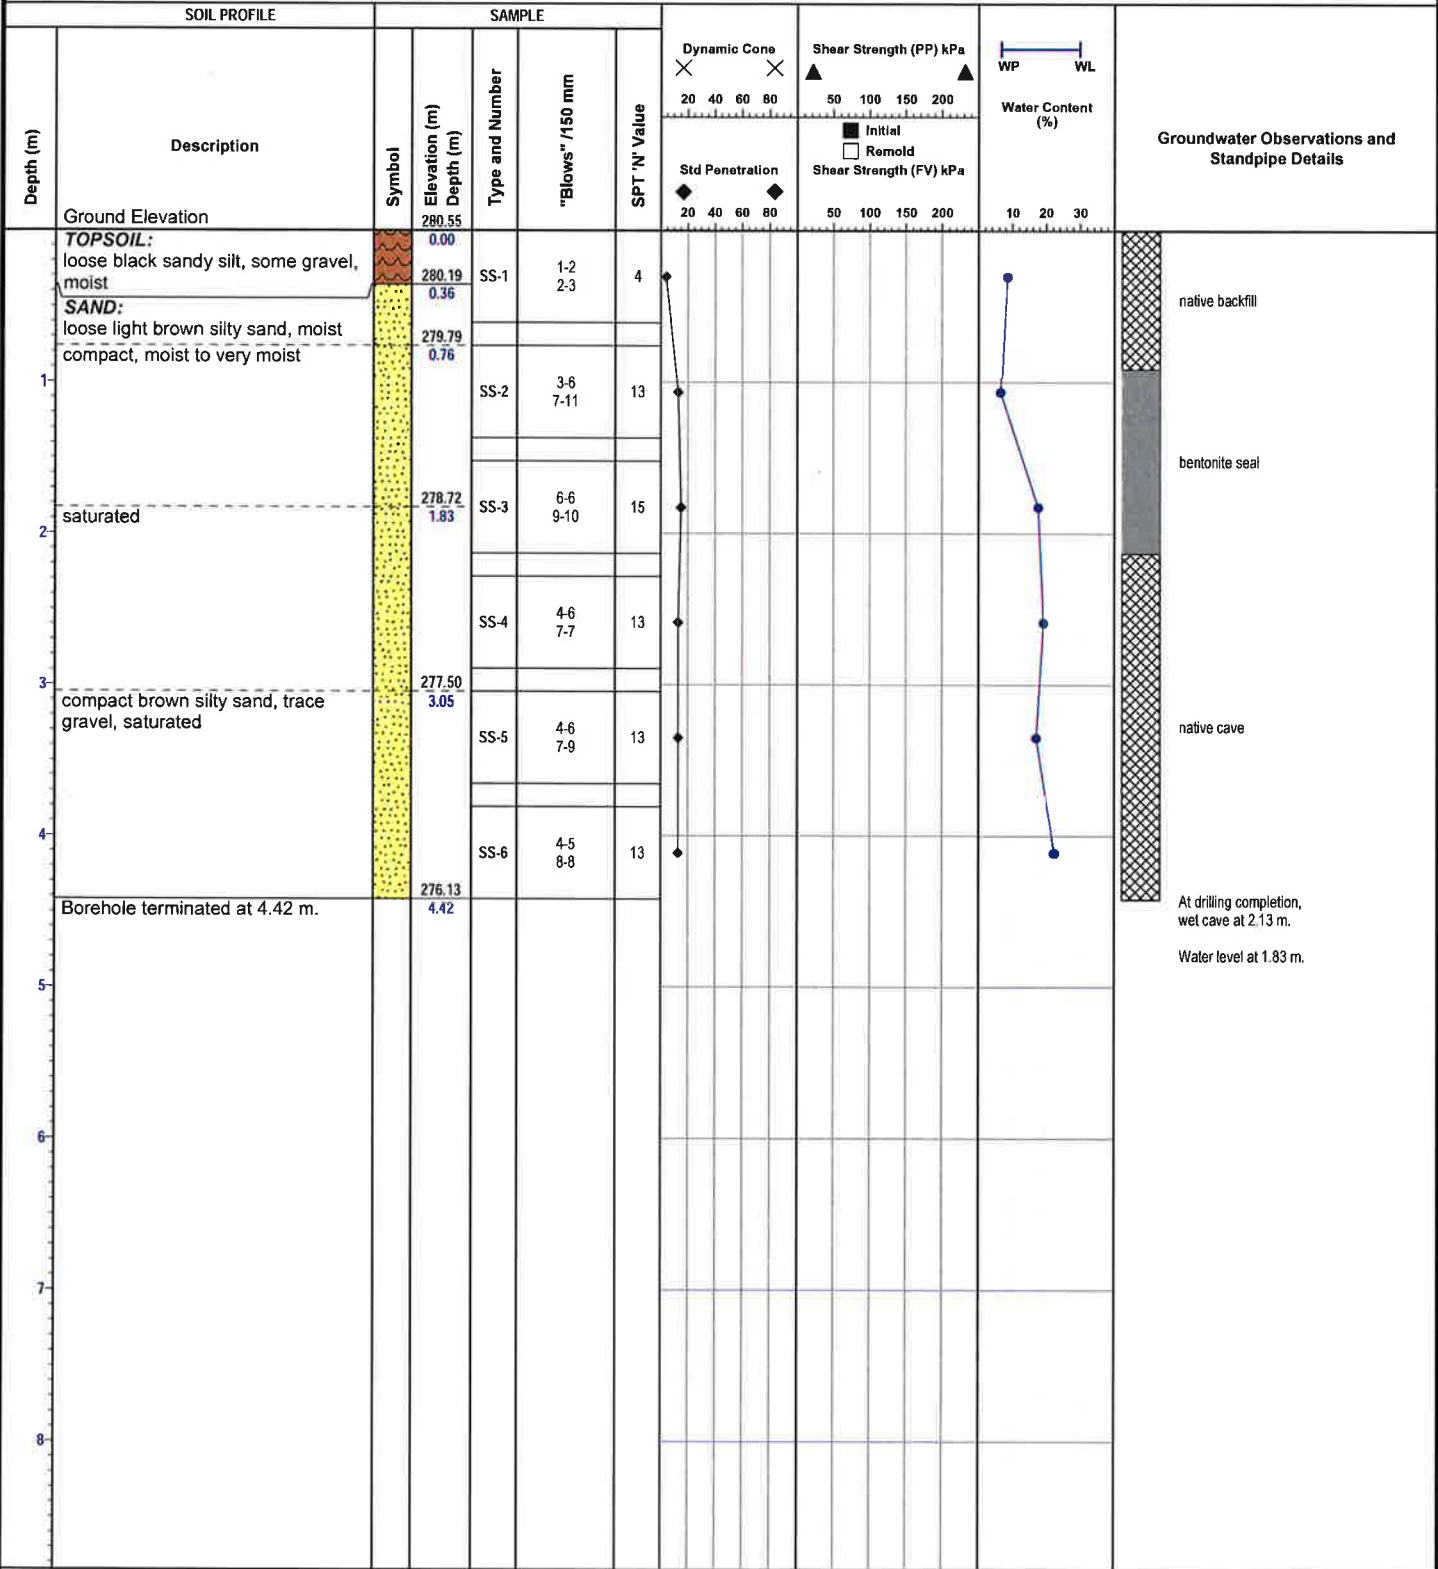 SOIL PROFILE
SAMPLE
Depth (m)
Description
Symbol
Elevation (m)
Depth (m)
Type and Number
"Blows" /150 mm
SPT 'N' Value
Dynamic Cone
20 40 60 80
Std Penetration
20 40 60 80
Shear Strength (PP) kPa
50 100 150 200
Initial
Remold
Shear Strength (FV) kPa
50 100 150 200
WP WL
Water Content
(%)
10 20 30
Groundwater Observations and
Standpipe Details
Ground Elevation
280.55
TOPSOIL:
0.00
loose black sandy silt, some gravel,
moist
280.19
0.36
SS-1
1-2
2-3
4
native backfill
SAND:
loose light brown silty sand, moist
279.79
compact, moist to very moist
0.76
1
SS-2
3-6
7-11
13
bentonite seal
278.72
saturated
1.83
SS-3
6-6
9-10
15
2
SS-4
4-6
7-7
13
3
277.50
compact brown silty sand, trace
gravel, saturated
3.05
SS-5
4-6
7-9
13
native cave
4
SS-6
4-5
8-8
13
276.13
Borehole terminated at 4.42 m.
4.42
At drilling completion,
wet cave at 2.13 m.
Water level at 1.83 m.
5
6
7
8